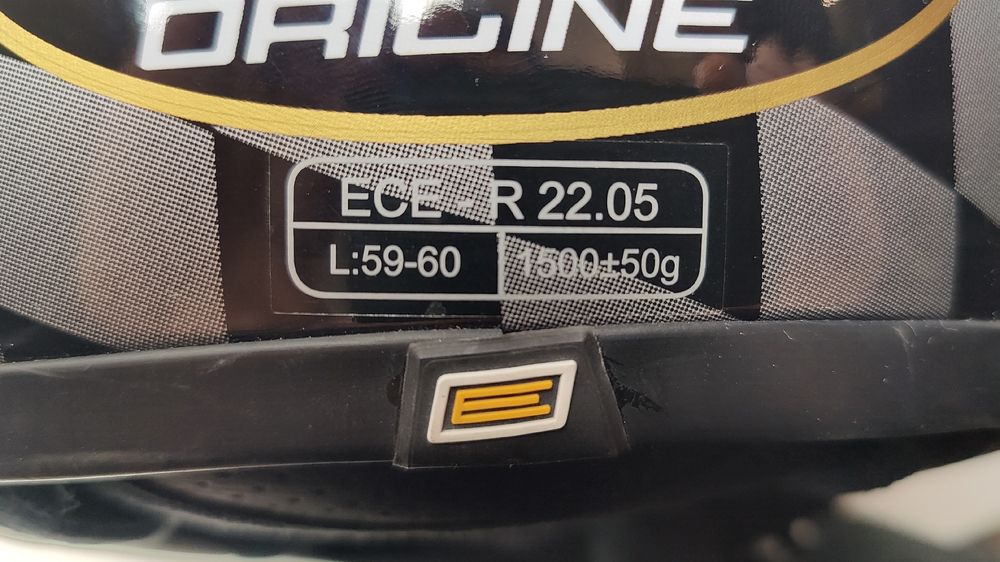 ORIGINE
ECE - R 22.05
L:59-60
1500±50g
E